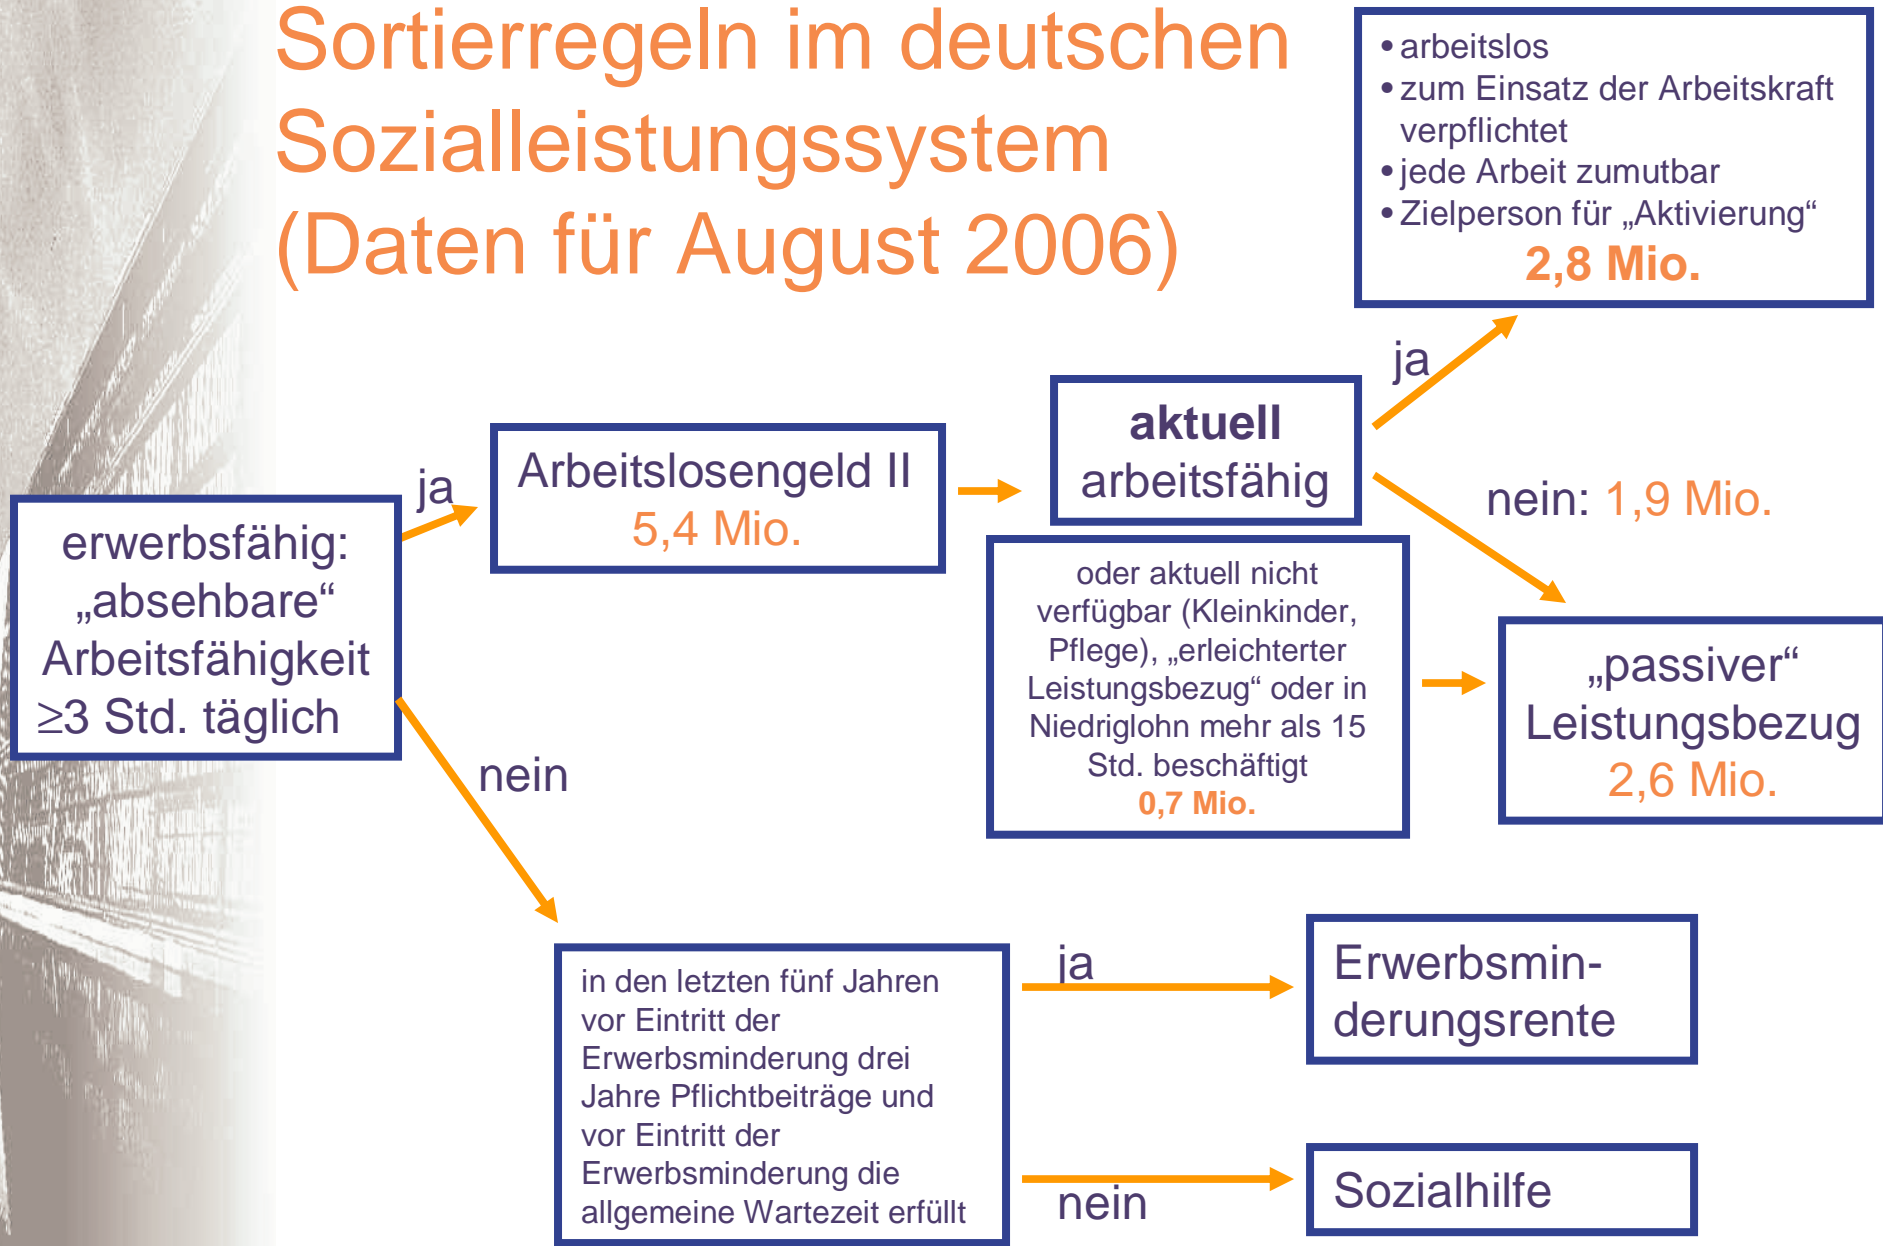 Sortierregeln im deutschen
Sozialleistungssystem
(Daten für August 2006)
• arbeitslos
• zum Einsatz der Arbeitskraft
verpflichtet
• jede Arbeit zumutbar
• Zielperson für „Aktivierung“
2,8 Mio.
ja
aktuell
arbeitsfähig
ja
Arbeitslosengeld II
5,4 Mio.
nein: 1,9 Mio.
erwerbsfähig:
„absehbare“
Arbeitsfähigkeit
≥3 Std. täglich
oder aktuell nicht
verfügbar (Kleinkinder,
Pflege), „erleichterter
Leistungsbezug“ oder in
Niedriglohn mehr als 15
Std. beschäftigt
0,7 Mio.
„passiver“
Leistungsbezug
2,6 Mio.
nein
in den letzten fünf Jahren
vor Eintritt der
Erwerbsminderung drei
Jahre Pflichtbeiträge und
vor Eintritt der
Erwerbsminderung die
allgemeine Wartezeit erfüllt
ja
Erwerbsmin-
derungsrente
nein
Sozialhilfe